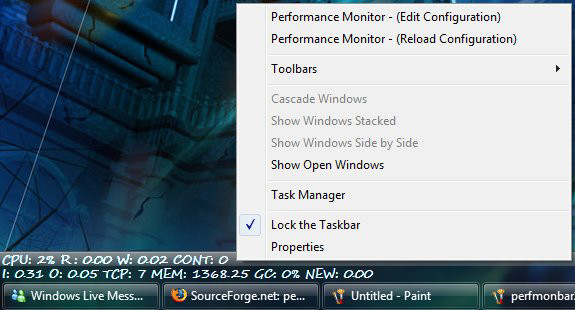 Performance Monitor - (Edit Configuration)
Performance Monitor - (Reload Configuration)
Toolbars
Cascade Windows
Show Windows Stacked
Show Windows Side by Side
Show Open Windows
Task Manager
Lock the Taskbar
Properties
CPU: 2% R: 0.00 W: 0.02 CONT: 0
I: 0.31 O: 0.05 TCP: 7 MEM: 1368.25 GC: 0% NEW: 0.00
Windows Live Mess... SourceForge.net: pe... Untitled - Paint perfmonbar